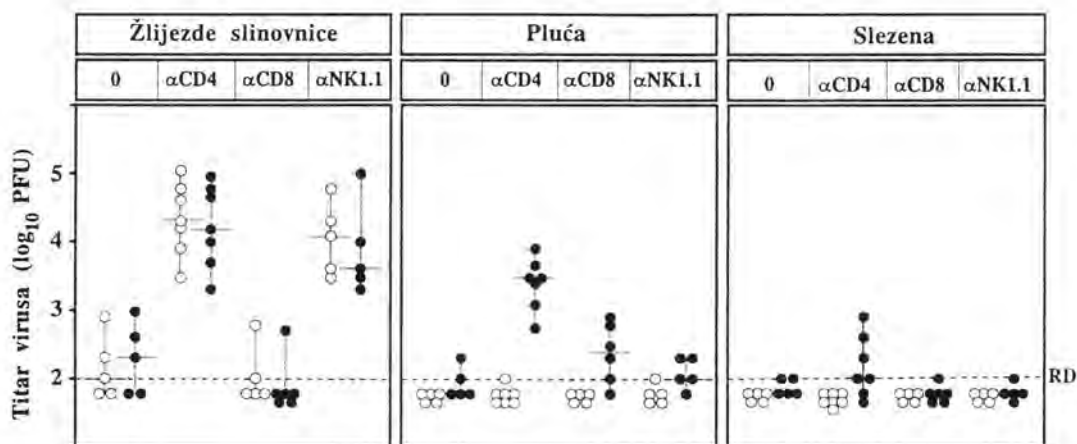 Žlijezde slinovnice
Pluća
Slezena
0 αCD4 αCD8 αNK1.1
0 αCD4 αCD8 αNK1.1
0 αCD4 αCD8 αNK1.1
Titar virusa (log10 PFU)
5
4
3
2
RD